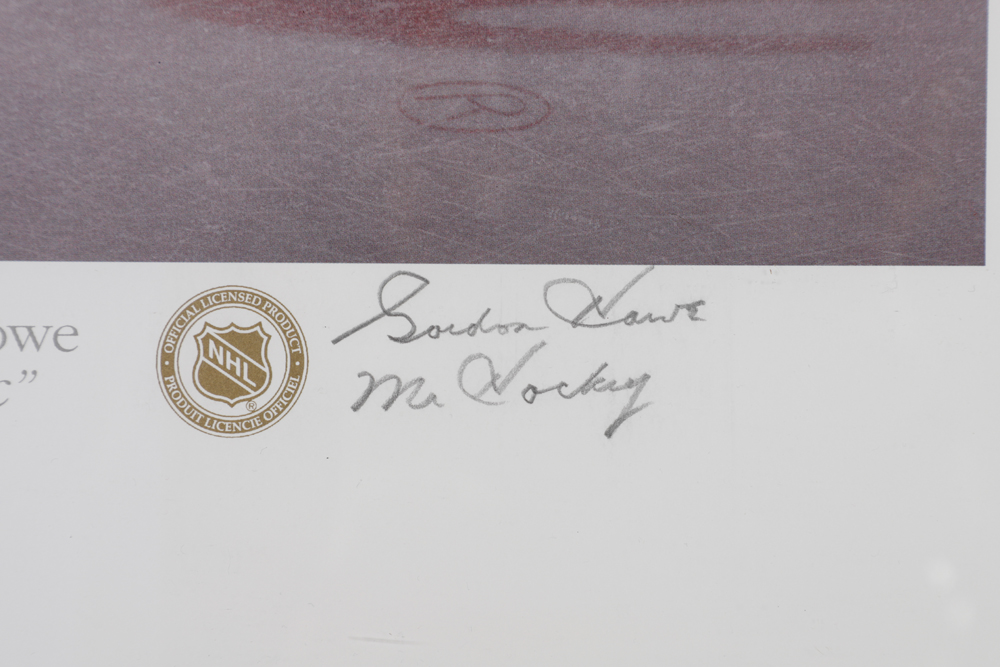 R
owe
c”
OFFICIAL LICENSED PRODUCT
NHL
®
PRODUIT LICENCIE OFFICIEL
Gordon Howe
Mr Hockey